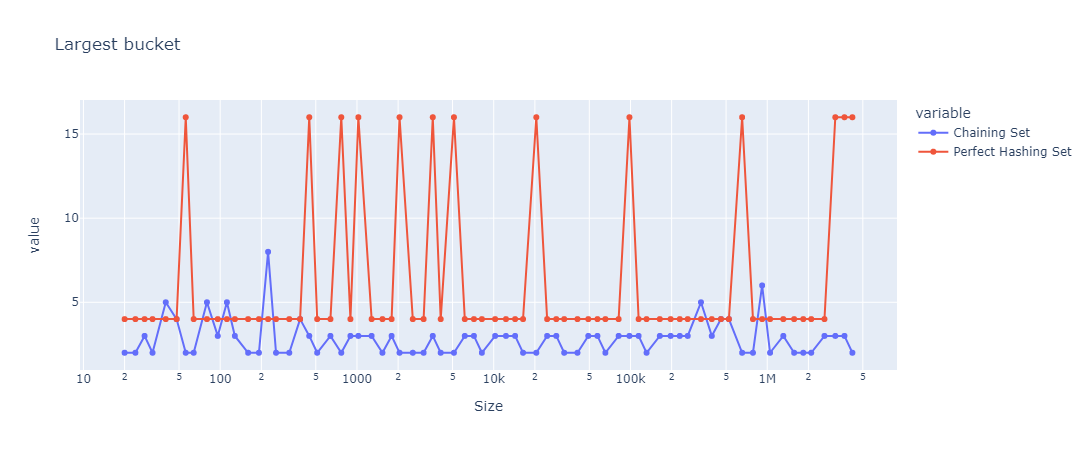 Largest bucket
variable
Chaining Set
Perfect Hashing Set
15
10
5
value
10 2 5 100 2 5 1000 2 5 10k 2 5 100k 2 5 1M 2 5
Size